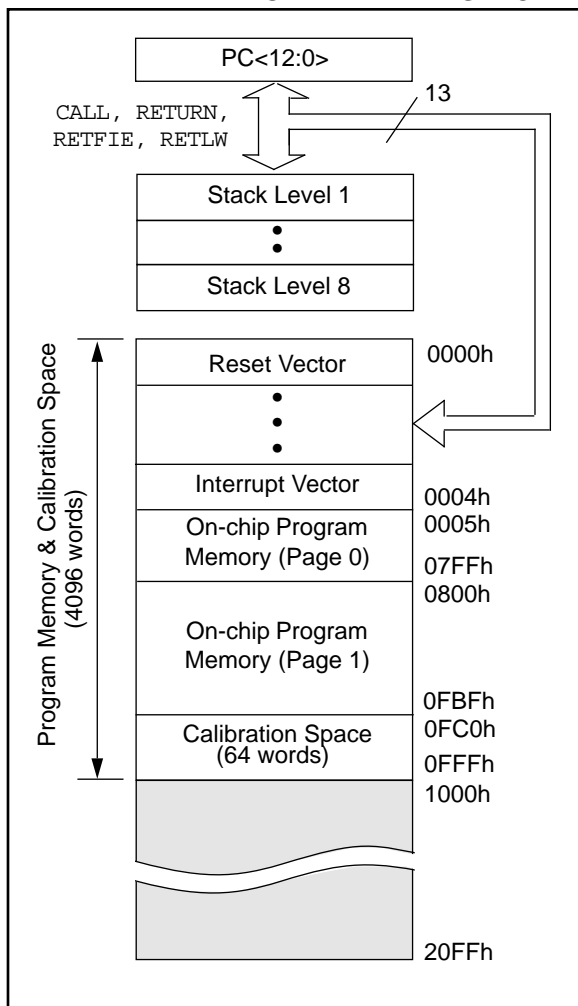 PC<12:0>
13
CALL, RETURN,
RETFIE, RETLW
Stack Level 1
Stack Level 8
Program Memory & Calibration Space
(4096 words)
Reset Vector
0000h
Interrupt Vector
0004h
0005h
On-chip Program
Memory (Page 0)
07FFh
0800h
On-chip Program
Memory (Page 1)
0FBFh
0FC0h
Calibration Space
(64 words)
0FFFh
1000h
20FFh